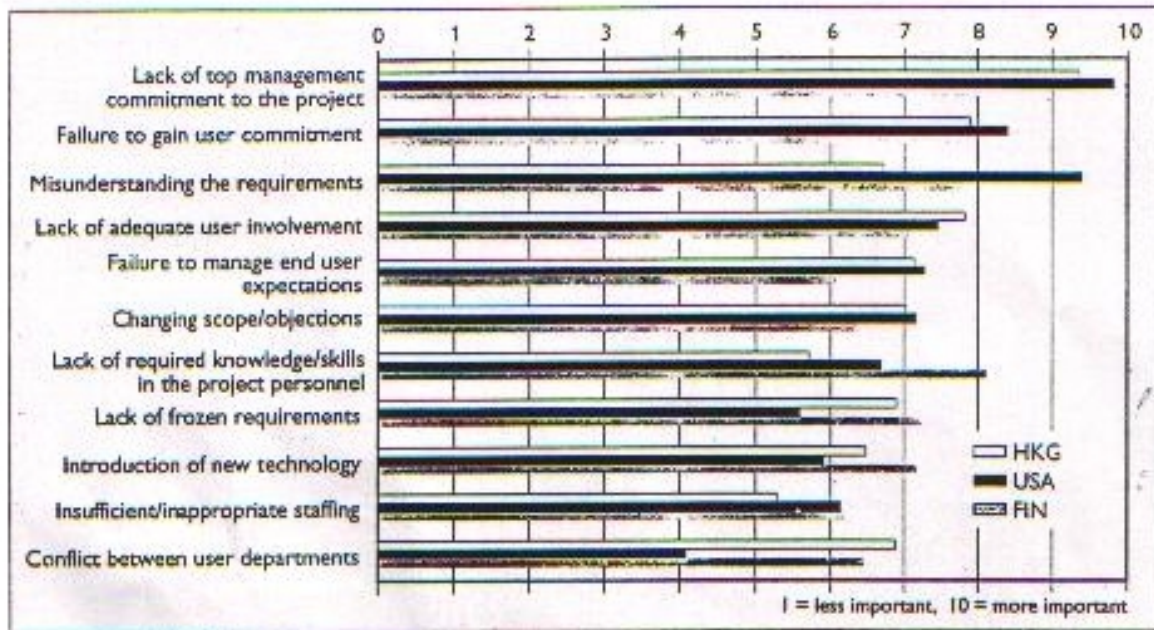 0 1 2 3 4 5 6 7 8 9 10
Lack of top management
commitment to the project
Failure to gain user commitment
Misunderstanding the requirements
Lack of adequate user involvement
Failure to manage end user
expectations
Changing scope/objections
Lack of required knowledge/skills
in the project personnel
Lack of frozen requirements
Introduction of new technology
Insufficient/inappropriate staffing
Conflict between user departments
HKG
USA
FIN
1 = less important, 10 = more important